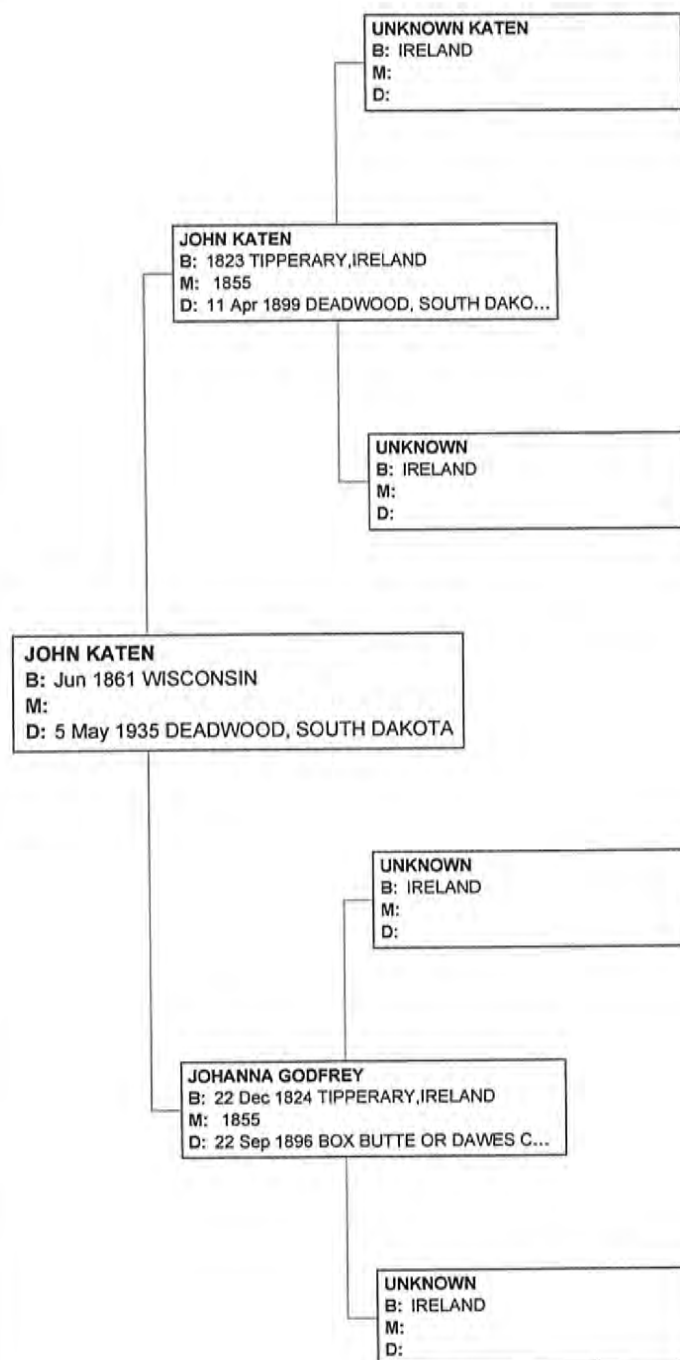 UNKNOWN KATEN
B: IRELAND
M:
D:
JOHN KATEN
B: 1823 TIPPERARY,IRELAND
M: 1855
D: 11 Apr 1899 DEADWOOD, SOUTH DAKO...
UNKNOWN
B: IRELAND
M:
D:
JOHN KATEN
B: Jun 1861 WISCONSIN
M:
D: 5 May 1935 DEADWOOD, SOUTH DAKOTA
UNKNOWN
B: IRELAND
M:
D:
JOHANNA GODFREY
B: 22 Dec 1824 TIPPERARY,IRELAND
M: 1855
D: 22 Sep 1896 BOX BUTTE OR DAWES C...
UNKNOWN
B: IRELAND
M:
D: